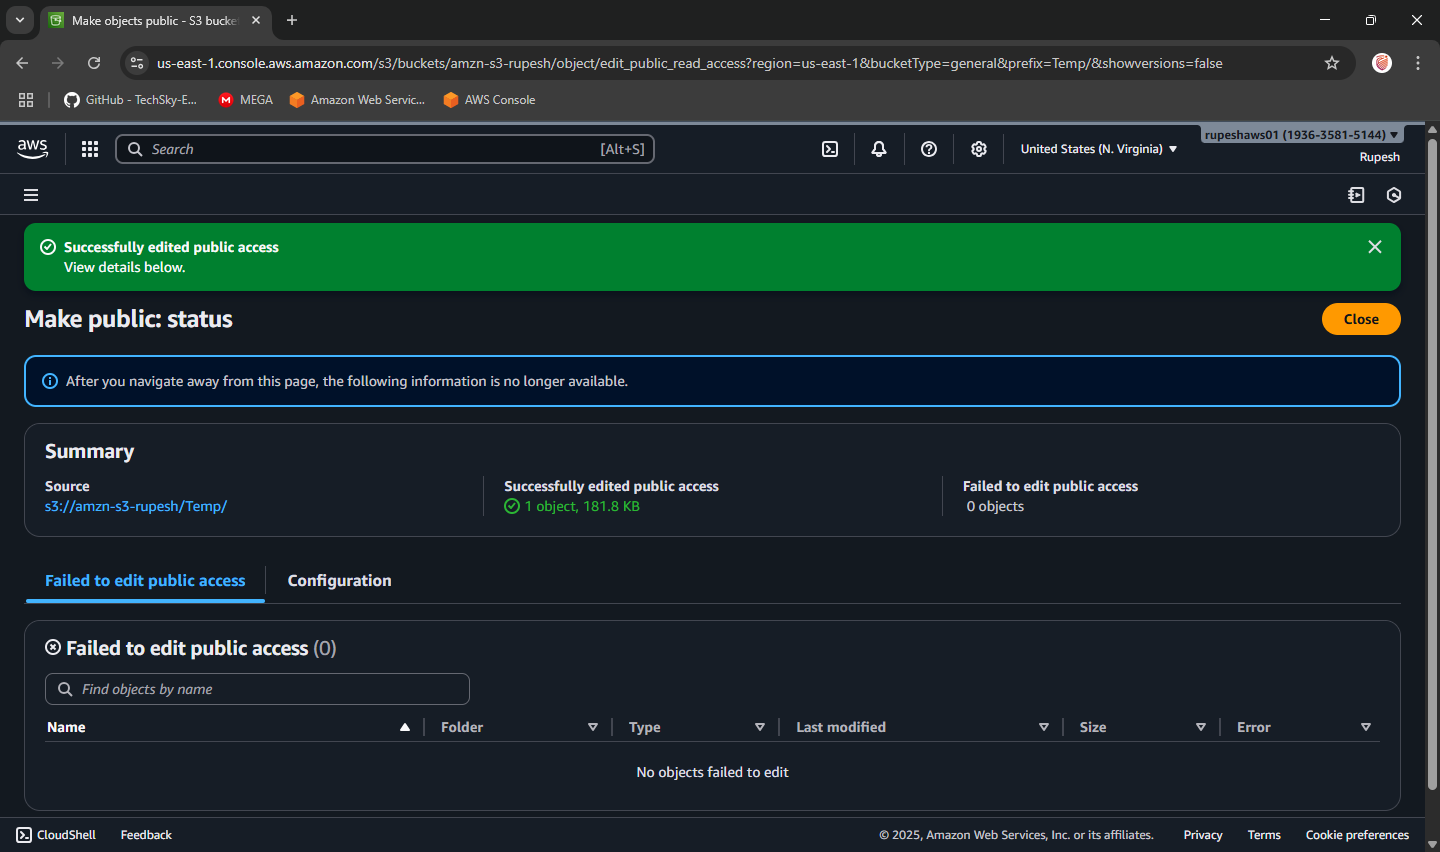 Make objects public - S3 bucke
us-east-1.console.aws.amazon.com/s3/buckets/amzn-s3-rupesh/object/edit_public_read_access?region=us-east-1&bucketType=general&prefix=Temp/&showversions=false
GitHub - TechSky-E... MEGA Amazon Web Servic... AWS Console
aws Search [Alt+S] United States (N. Virginia) rupeshaws01 (1936-3581-5144)
Rupesh
Successfully edited public access
View details below.
Make public: status Close
After you navigate away from this page, the following information is no longer available.
Summary
Source Successfully edited public access Failed to edit public access
s3://amzn-s3-rupesh/Temp/ 1 object, 181.8 KB 0 objects
Failed to edit public access Configuration
Failed to edit public access (0)
Find objects by name
Name Folder Type Last modified Size Error
No objects failed to edit
CloudShell Feedback © 2025, Amazon Web Services, Inc. or its affiliates. Privacy Terms Cookie preferences